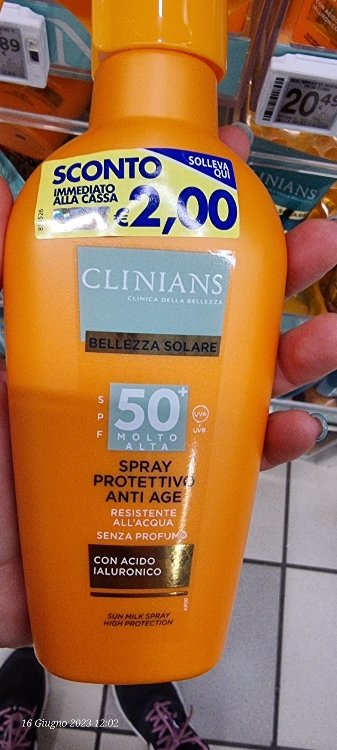 .89
20,49
SCONTO
IMMEDIATO
ALLA CASSA
SOLLEVA
QUI
€2,00
CLINIANS
CLINIANS
CLINICA DELLA BELLEZZA
BELLEZZA SOLARE
SPF
50+
MOLTO
ALTA
UVA
UVB
SPRAY
PROTETTIVO
ANTI AGE
RESISTENTE
ALL'ACQUA
SENZA PROFUMO
CON ACIDO
IALURONICO
SUN MILK SPRAY
HIGH PROTECTION
16 Giugno 2023 12:02